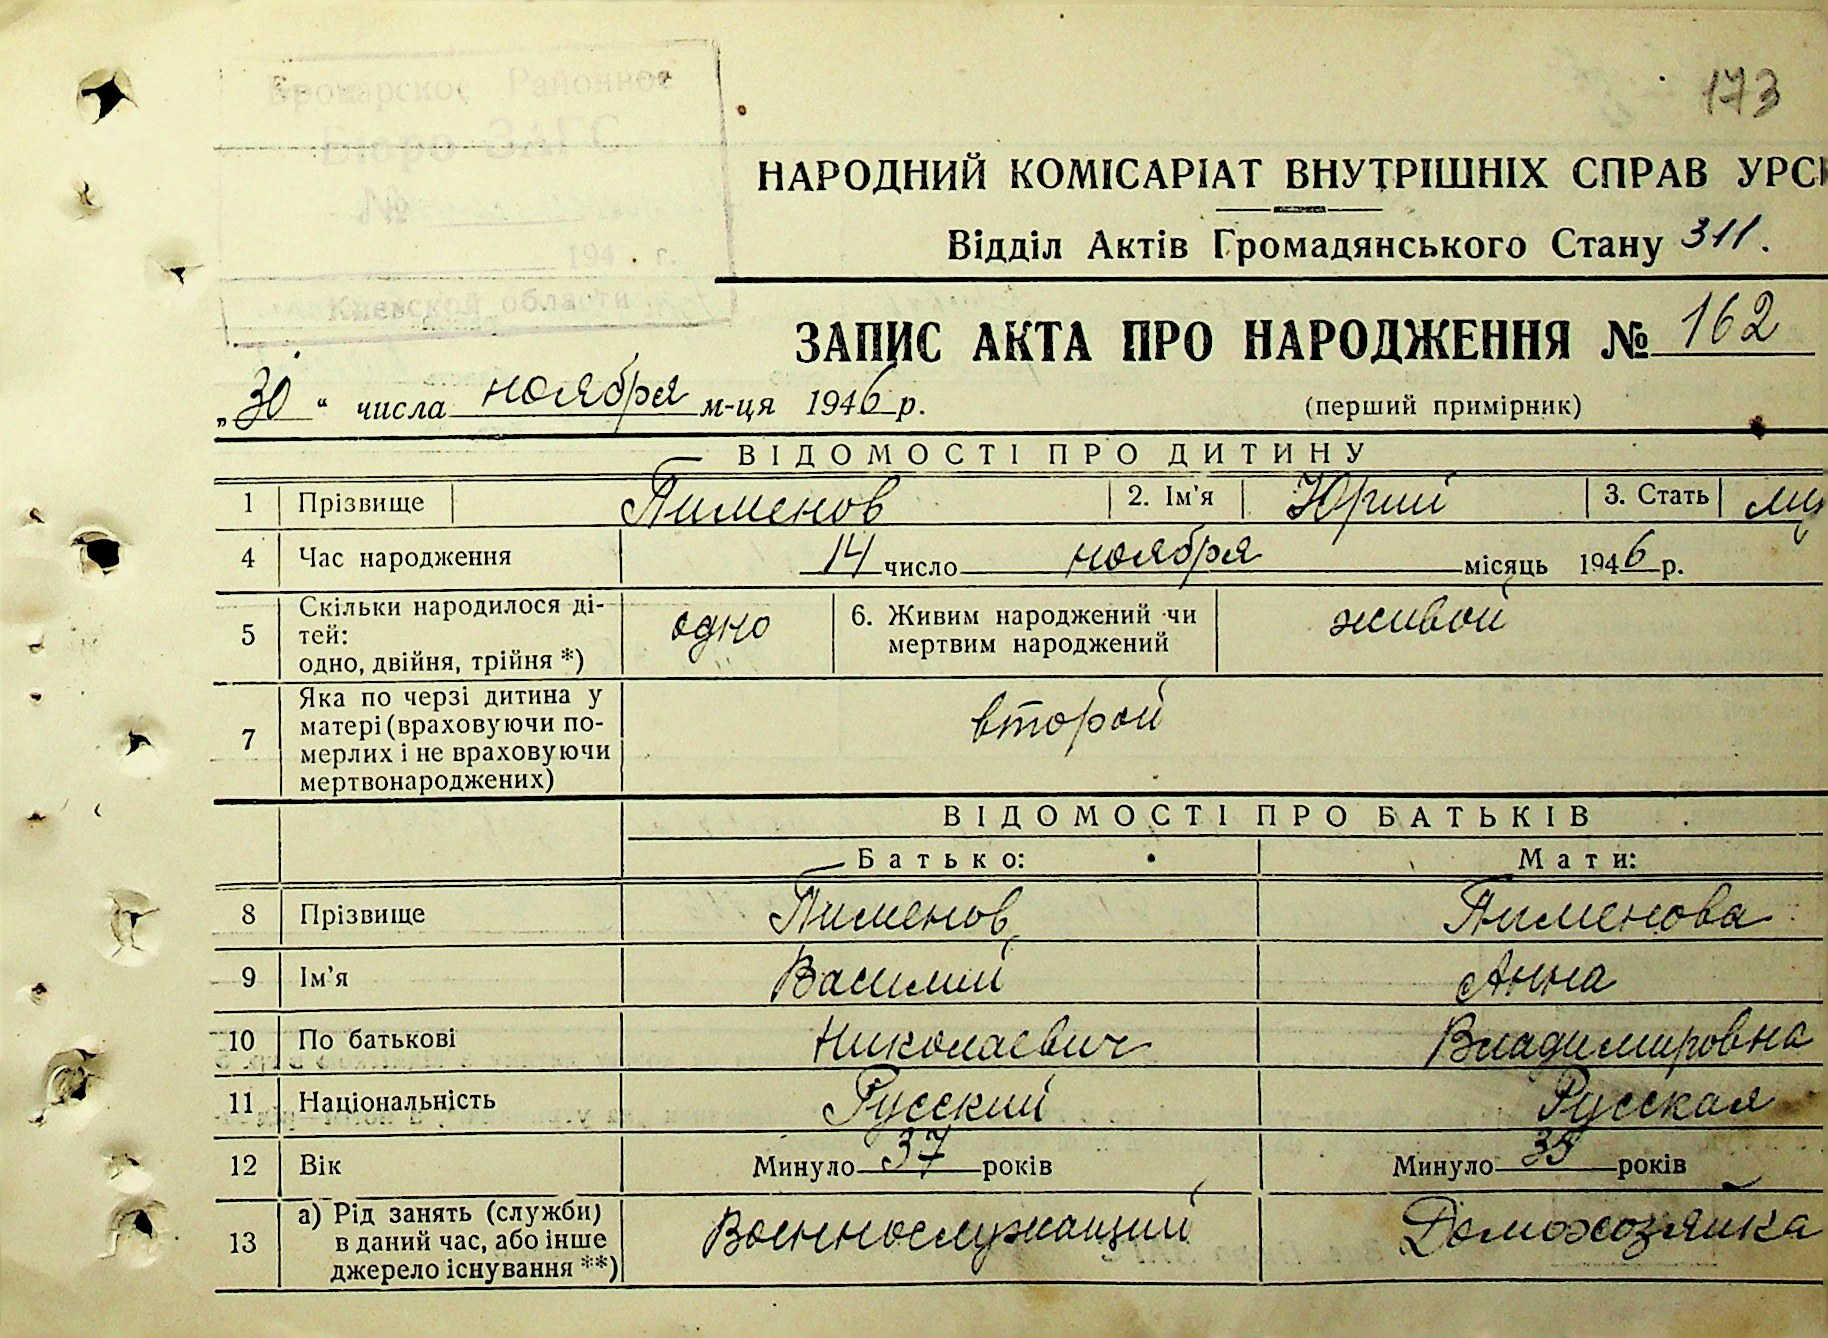 173
Броварское Районное
Бюро ЗАГС
№
194 . г.
Киевской области
НАРОДНИЙ КОМІСАРІАТ ВНУТРІШНІХ СПРАВ УРС
Відділ Актів Громадянського Стану 311.
ЗАПИС АКТА ПРО НАРОДЖЕННЯ № 162
„30“ числа ноября м-ця 1946 р.
(перший примірник)
ВІДОМОСТІ ПРО ДИТИНУ
1 Прізвище Пименов 2. Ім'я Юрий 3. Стать
4 Час народження 14 число ноября місяць 1946 р.
5 Скільки народилося ді-
тей:
одно, двійня, трійня *) одно
6. Живим народжений чи
мертвим народжений живой
7 Яка по черзі дитина у
матері (враховуючи по-
мерлих і не враховуючи
мертвонароджених) второй
ВІДОМОСТІ ПРО БАТЬКІВ
Батько: Мати:
8 Прізвище Пименов Пименова
9 Ім'я Василий Анна
10 По батькові Николаевич Владимировна
11 Національність Русский Русская
12 Вік Минуло 37 років Минуло років
13 а) Рід занять (служби)
в даний час, або інше
джерело існування **) Военнослужащий Домохозяйка